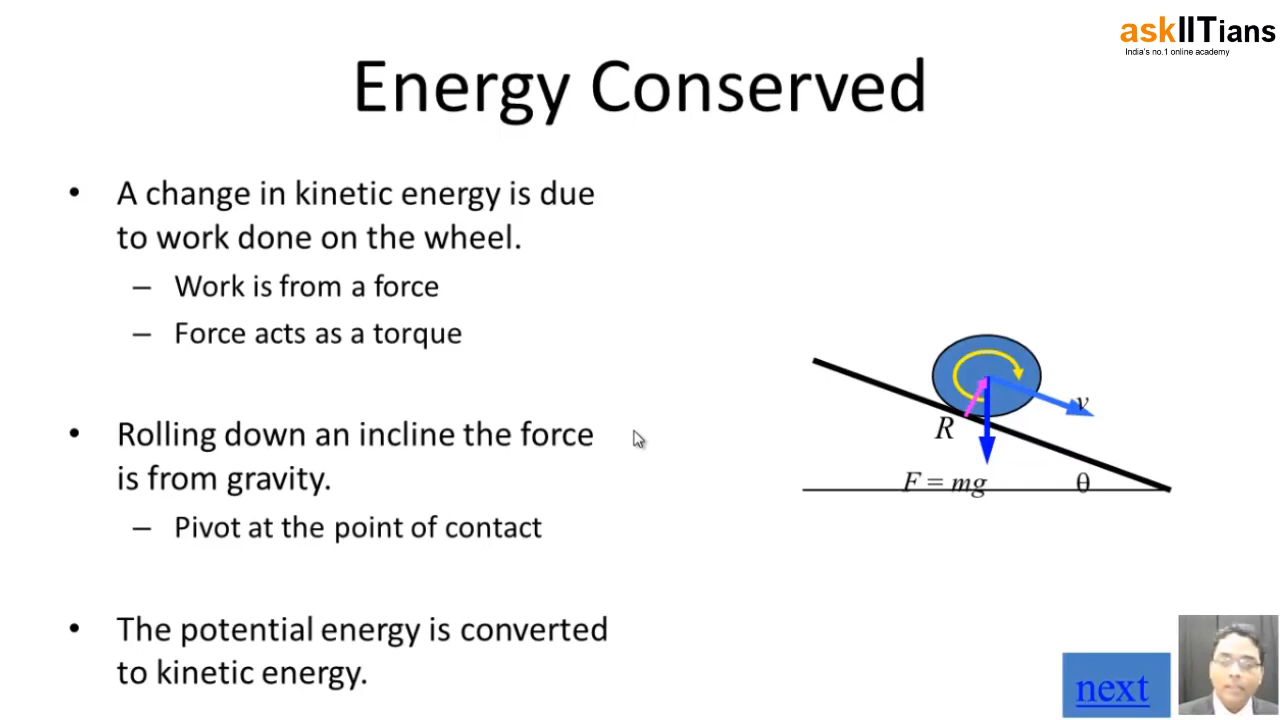 askIITians
India's no.1 online academy
Energy Conserved
• A change in kinetic energy is due
to work done on the wheel.
– Work is from a force
– Force acts as a torque
• Rolling down an incline the force
is from gravity.
– Pivot at the point of contact
• The potential energy is converted
to kinetic energy.
v
R
F = mg
θ
next